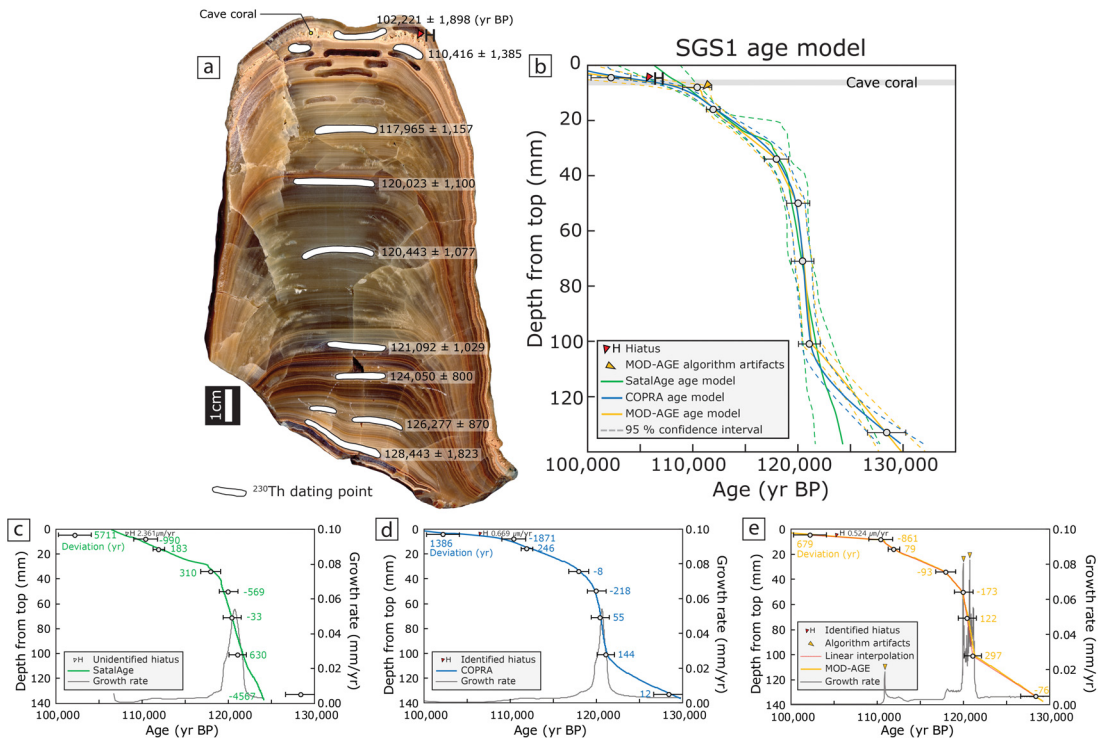 Cave coral
102,221 ± 1,898 (yr BP)
H
110,416 ± 1,385
a
117,965 ± 1,157
120,023 ± 1,100
120,443 ± 1,077
121,092 ± 1,029
124,050 ± 800
126,277 ± 870
128,443 ± 1,823
1cm
²³⁰Th dating point
b
SGS1 age model
H
Cave coral
0
20
40
60
80
100
120
Depth from top (mm)
H Hiatus
MOD-AGE algorithm artifacts
SatalAge age model
COPRA age model
MOD-AGE age model
95 % confidence interval
100,000 110,000 120,000 130,000
Age (yr BP)
c
0
20
40
60
80
100
120
140
Depth from top (mm)
5711
Deviation (yr)
H 2.361μm/yr
-990
183
310
-569
-33
630
-4567
H Unidentified hiatus
SatalAge
Growth rate
0.10
0.08
0.06
0.04
0.02
0.00
Growth rate (mm/yr)
100,000 110,000 120,000 130,000
Age (yr BP)
d
0
20
40
60
80
100
120
140
Depth from top (mm)
1386
Deviation (yr)
H 0.669 μm/yr
-1871
246
-8
-218
55
144
12
H Identified hiatus
COPRA
Growth rate
0.10
0.08
0.06
0.04
0.02
0.00
Growth rate (mm/yr)
100,000 110,000 120,000 130,000
Age (yr BP)
e
0
20
40
60
80
100
120
140
Depth from top (mm)
679
Deviation (yr)
H 0.524 μm/yr
-861
79
-93
-173
122
297
-76
H Identified hiatus
Algorithm artifacts
Linear interpolation
MOD-AGE
Growth rate
0.10
0.08
0.06
0.04
0.02
0.00
Growth rate (mm/yr)
100,000 110,000 120,000 130,000
Age (yr BP)